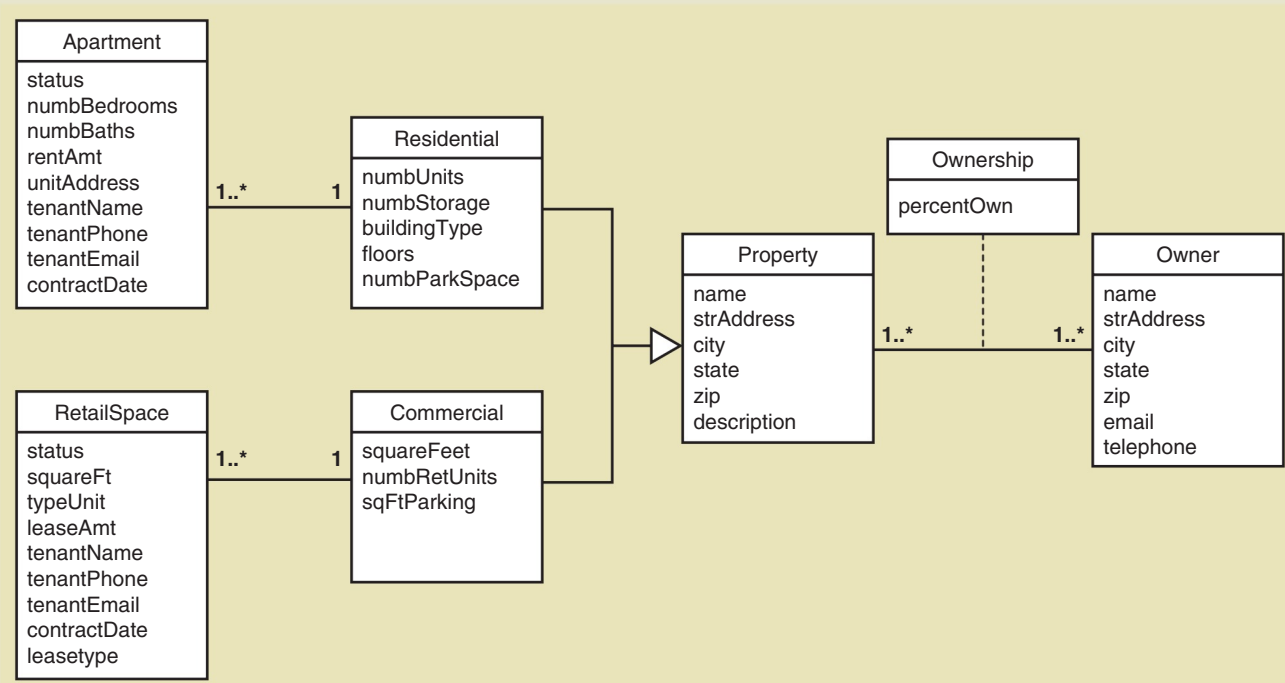 Apartment
status
numbBedrooms
numbBaths
rentAmt
unitAddress
tenantName
tenantPhone
tenantEmail
contractDate
1..*
1
Residential
numbUnits
numbStorage
buildingType
floors
numbParkSpace
RetailSpace
status
squareFt
typeUnit
leaseAmt
tenantName
tenantPhone
tenantEmail
contractDate
leasetype
1..*
1
Commercial
squareFeet
numbRetUnits
sqFtParking
Property
name
strAddress
city
state
zip
description
1..*
1..*
Ownership
percentOwn
Owner
name
strAddress
city
state
zip
email
telephone